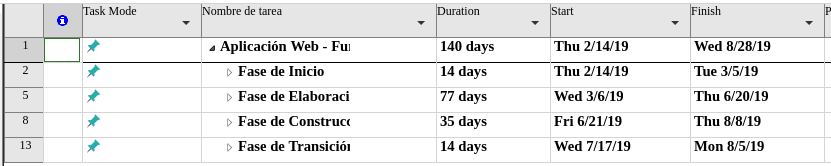 Task Mode Nombre de tarea Duration Start Finish P
1 Aplicación Web - Fu 140 days Thu 2/14/19 Wed 8/28/19
2 Fase de Inicio 14 days Thu 2/14/19 Tue 3/5/19
5 Fase de Elaboraci 77 days Wed 3/6/19 Thu 6/20/19
8 Fase de Construc 35 days Fri 6/21/19 Thu 8/8/19
13 Fase de Transición 14 days Wed 7/17/19 Mon 8/5/19